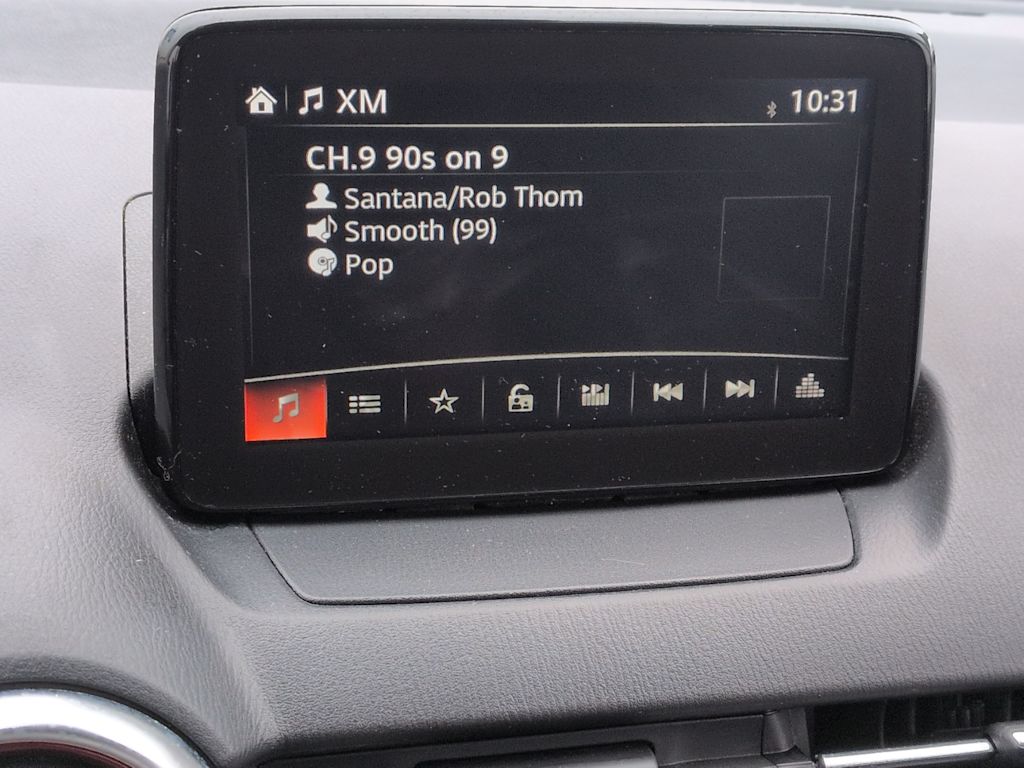 XM
10:31
CH.9 90s on 9
Santana/Rob Thom
Smooth (99)
Pop